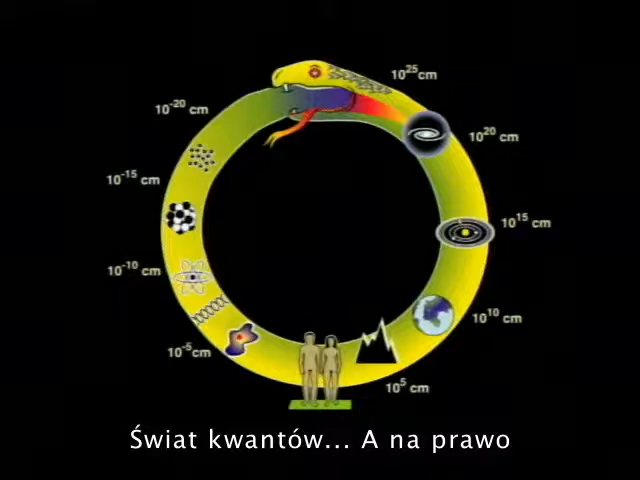 10²⁵cm
10⁻²⁰ cm
10²⁰ cm
10⁻¹⁵ cm
10¹⁵ cm
10⁻¹⁰ cm
10¹⁰ cm
10⁻⁵cm
10⁵ cm
Świat kwantów... A na prawo